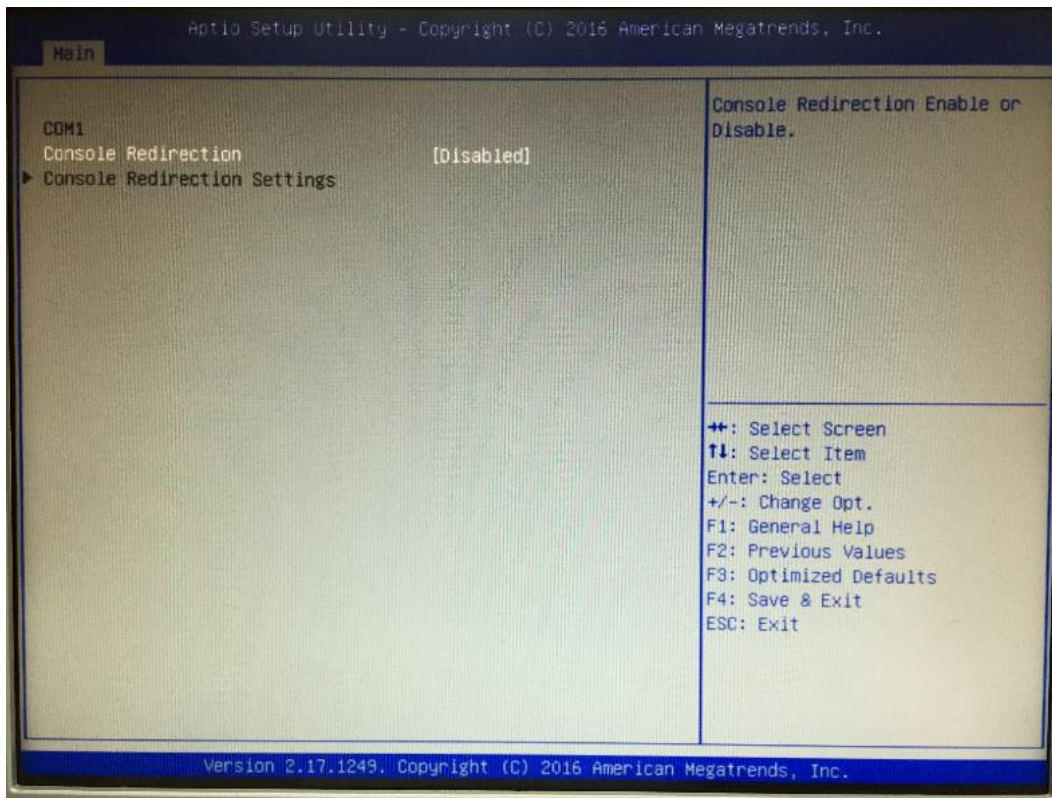 Aptio Setup Utility - Copyright (C) 2016 American Megatrends, Inc.
Main
COM1
Console Redirection [Disabled]
► Console Redirection Settings
Console Redirection Enable or
Disable.
→←: Select Screen
↑↓: Select Item
Enter: Select
+/-: Change Opt.
F1: General Help
F2: Previous Values
F3: Optimized Defaults
F4: Save & Exit
ESC: Exit
Version 2.17.1249. Copyright (C) 2016 American Megatrends, Inc.